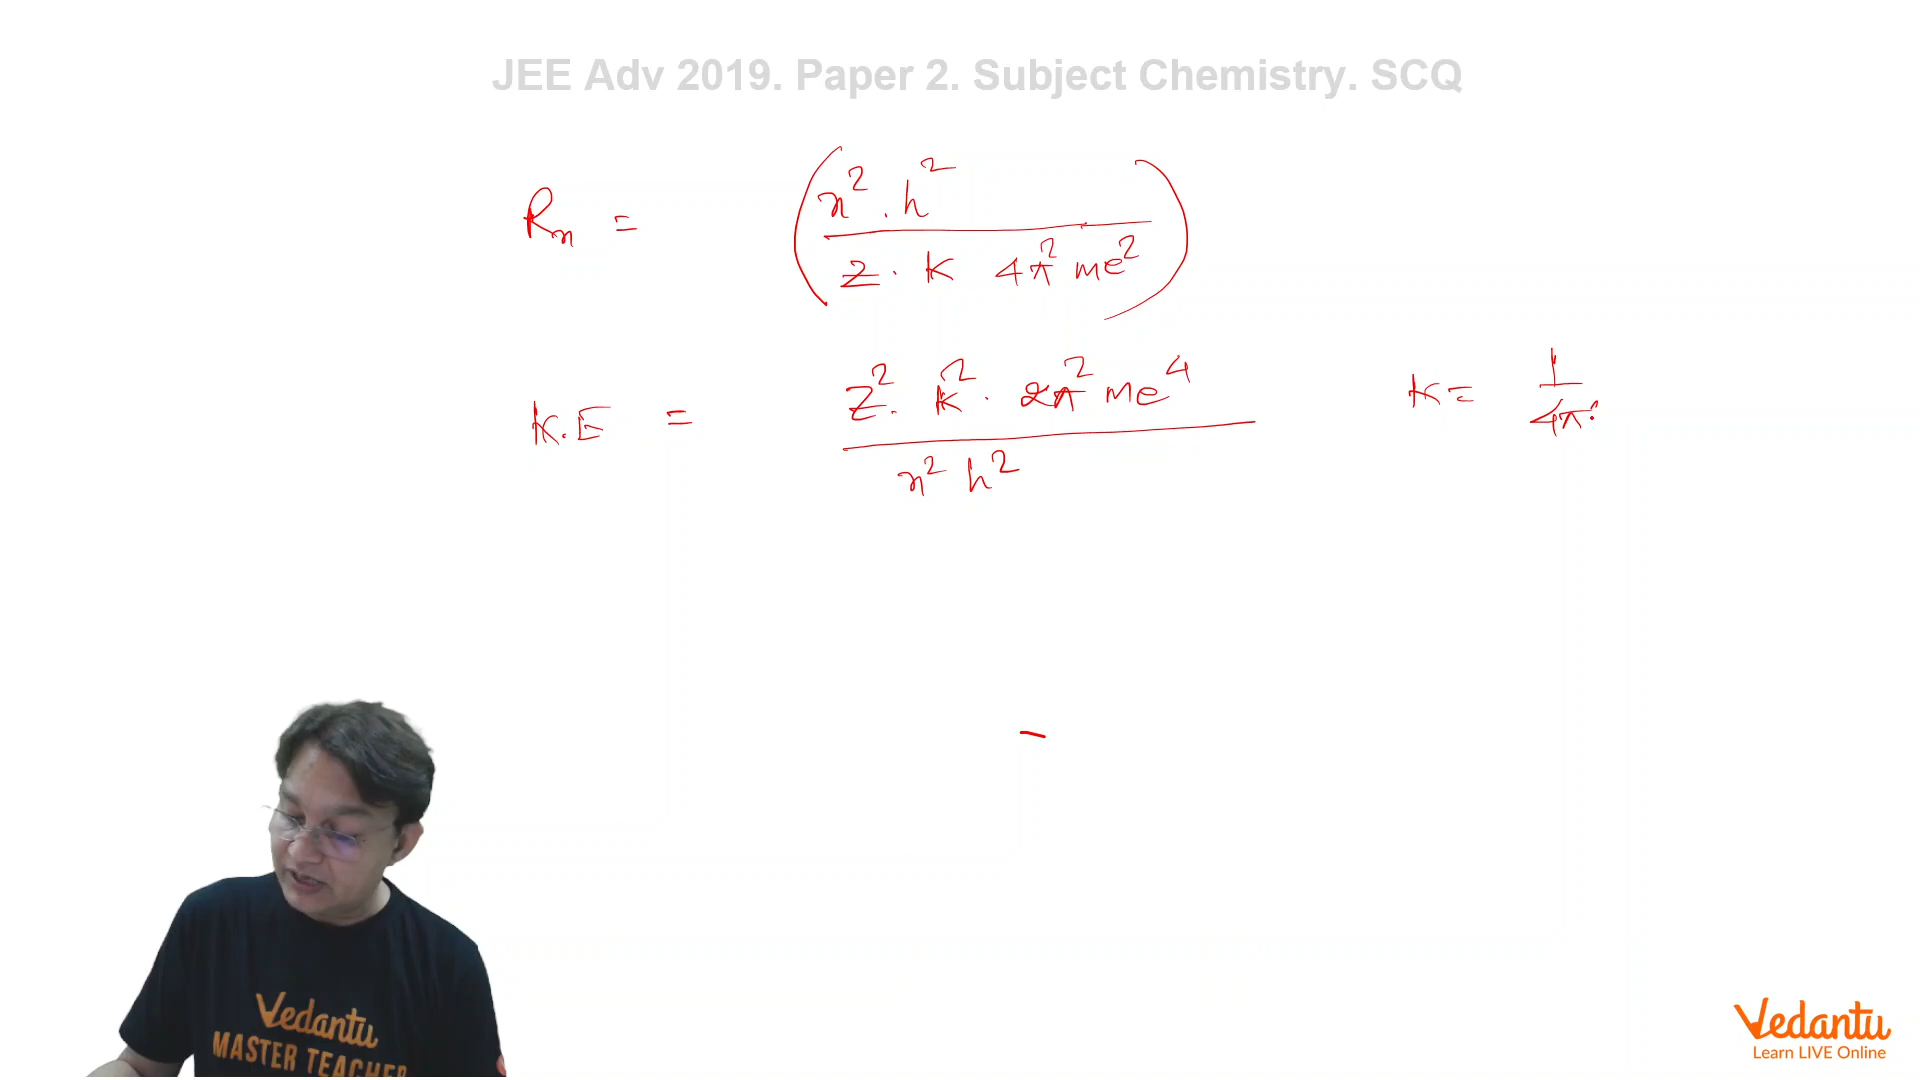 JEE Adv 2019. Paper 2. Subject Chemistry. SCQ
Rn = (n². h² / Z. K 4π² me²)
K.E = Z². K². 2π² me⁴ / n² h²
K = 1 / 4π
Vedantu
MASTER TEACHER
Vedantu
Learn LIVE Online